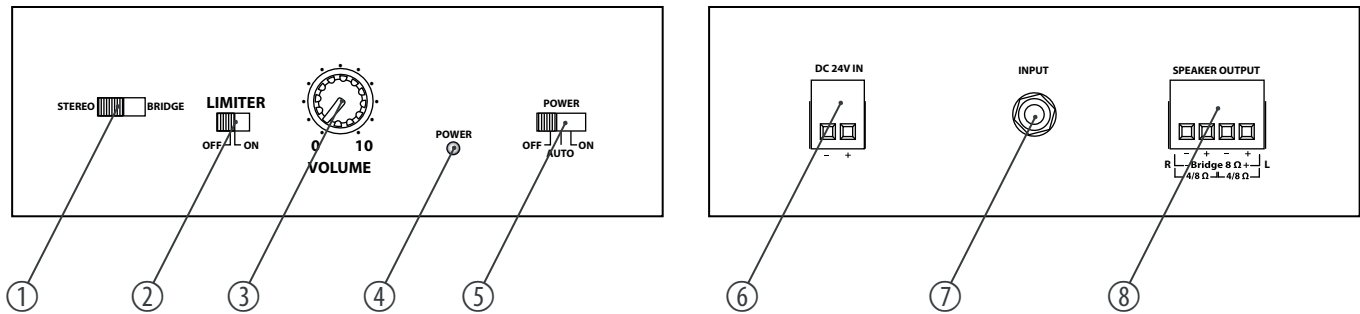 STEREO
BRIDGE
LIMITER
OFF
ON
0
10
VOLUME
POWER
POWER
OFF
AUTO
ON
DC 24V IN
- +
INPUT
SPEAKER OUTPUT
- + - +
R - Bridge 8 Ω + L
4/8 Ω 4/8 Ω
① ② ③ ④ ⑤ ⑥ ⑦ ⑧